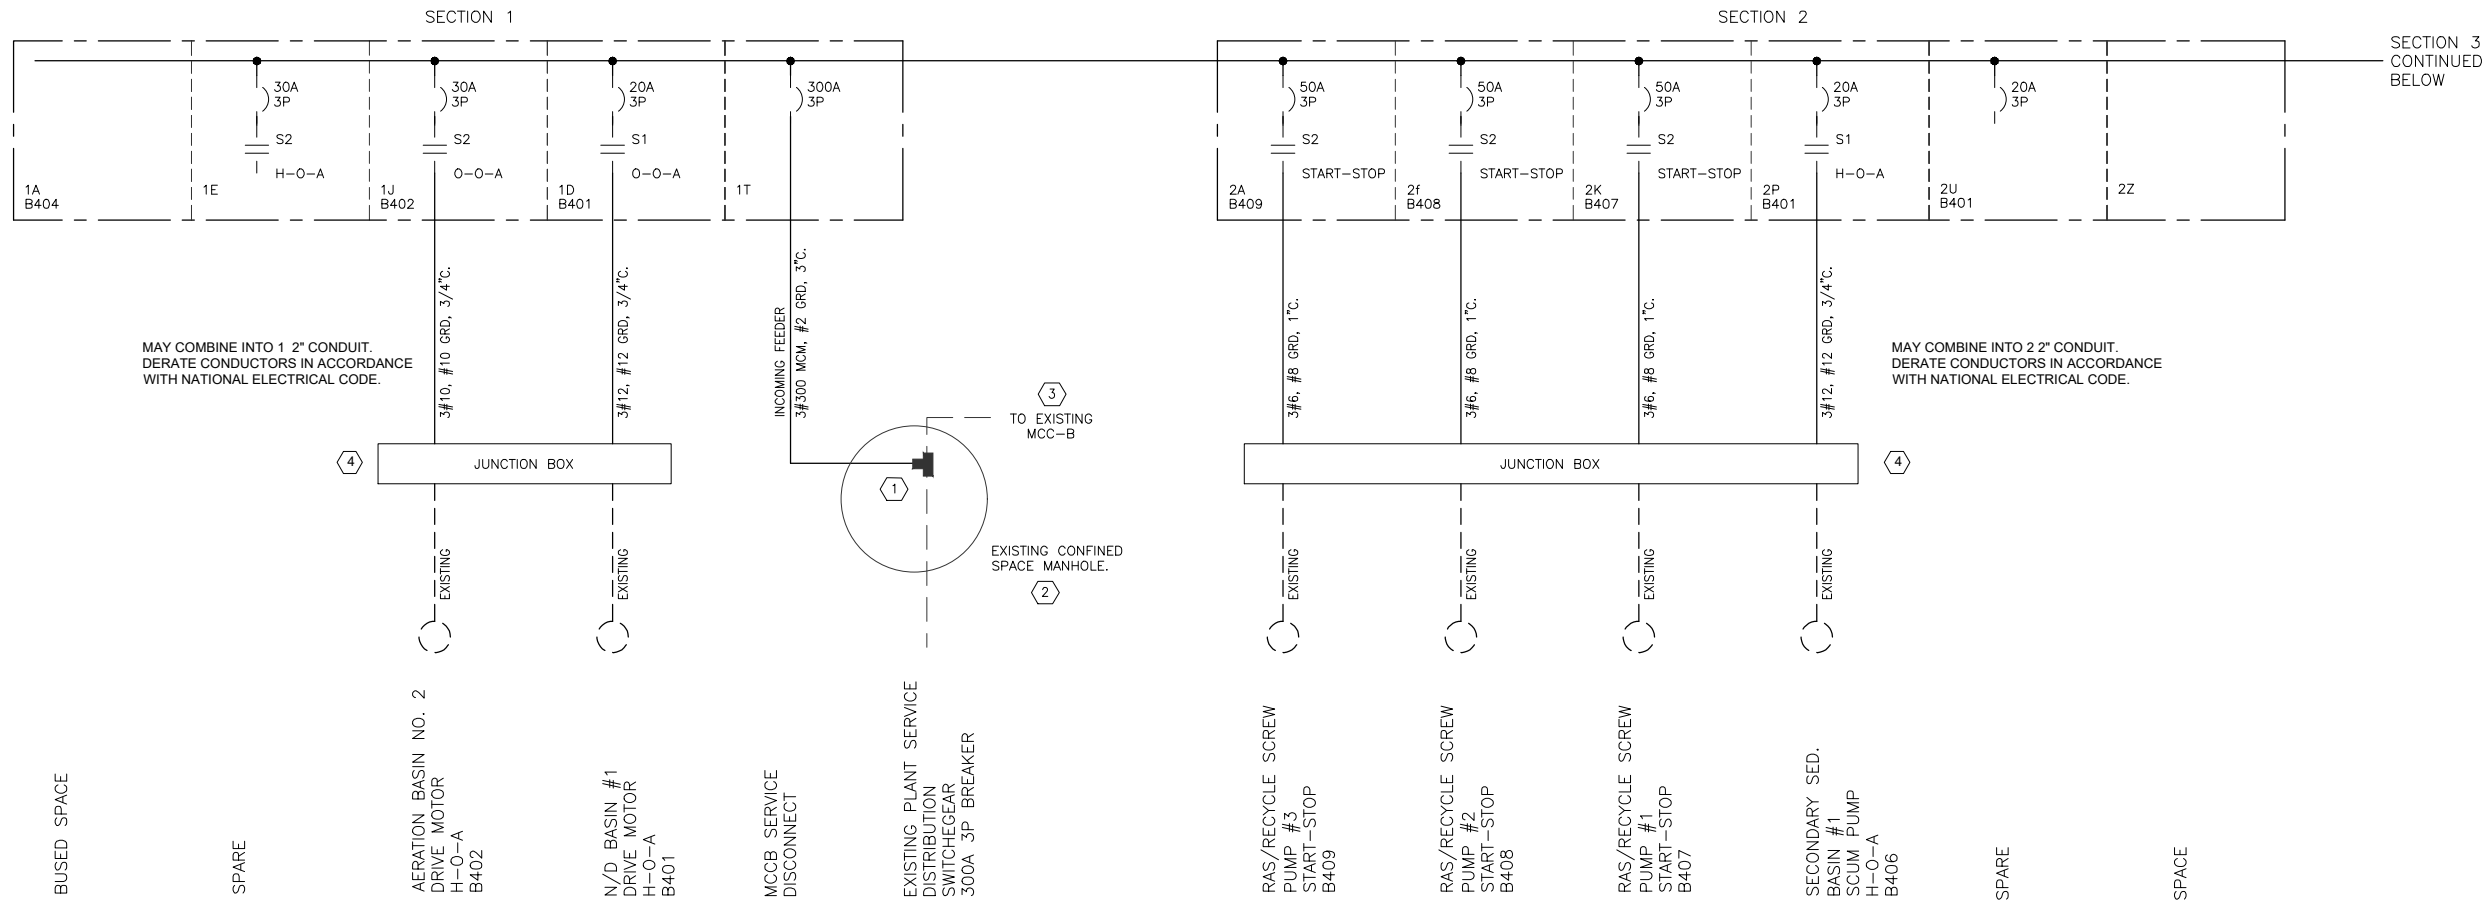 SECTION 1
SECTION 2
SECTION 3
CONTINUED
BELOW
30A
3P
S2
H-O-A
30A
3P
S2
O-O-A
20A
3P
S1
O-O-A
300A
3P
1A
B404
1E
1J
B402
1D
B401
1T
50A
3P
S2
START-STOP
50A
3P
S2
START-STOP
50A
3P
S2
START-STOP
20A
3P
S1
H-O-A
20A
3P
2A
B409
2f
B408
2K
B407
2P
B401
2U
B401
2Z
MAY COMBINE INTO 1 2" CONDUIT.
DERATE CONDUCTORS IN ACCORDANCE
WITH NATIONAL ELECTRICAL CODE.
3#10, #10 GRD, 3/4"C.
3#12, #12 GRD, 3/4"C.
INCOMING FEEDER
3#300 MCM, #2 GRD, 3"C.
3#6, #8 GRD, 1"C.
3#6, #8 GRD, 1"C.
3#6, #8 GRD, 1"C.
3#12, #12 GRD, 3/4"C.
MAY COMBINE INTO 2 2" CONDUIT.
DERATE CONDUCTORS IN ACCORDANCE
WITH NATIONAL ELECTRICAL CODE.
3
TO EXISTING
MCC-B
4
JUNCTION BOX
1
JUNCTION BOX
4
EXISTING CONFINED
SPACE MANHOLE.
2
EXISTING
EXISTING
EXISTING
EXISTING
EXISTING
EXISTING
BUSED SPACE
SPARE
AERATION BASIN NO. 2
DRIVE MOTOR
H-O-A
B402
N/D BASIN #1
DRIVE MOTOR
H-O-A
B401
MCCB SERVICE
DISCONNECT
EXISTING PLANT SERVICE
DISTRIBUTION
SWITCHEGEAR
300A 3P BREAKER
RAS/RECYCLE SCREW
PUMP #3
START-STOP
B409
RAS/RECYCLE SCREW
PUMP #2
START-STOP
B408
RAS/RECYCLE SCREW
PUMP #1
START-STOP
B407
SECONDARY SED.
BASIN #1
SCUM PUMP
H-O-A
B406
SPARE
SPACE